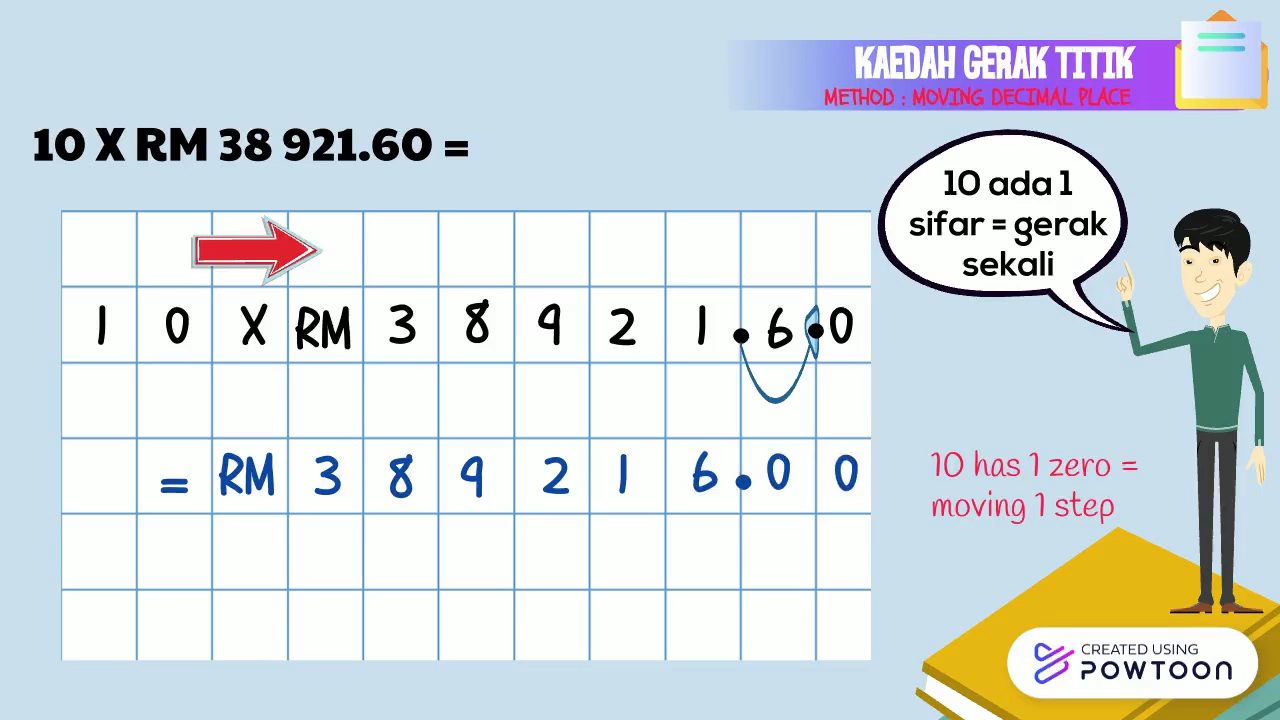 KAEDAH GERAK TITIK
METHOD : MOVING DECIMAL PLACE
10 X RM 38 921.60 =
10 ada 1
sifar = gerak
sekali
1 0 X RM 3 8 9 2 1 . 6 . 0
= RM 3 8 9 2 1 6 . 0 0
10 has 1 zero =
moving 1 step
CREATED USING
POWTOON